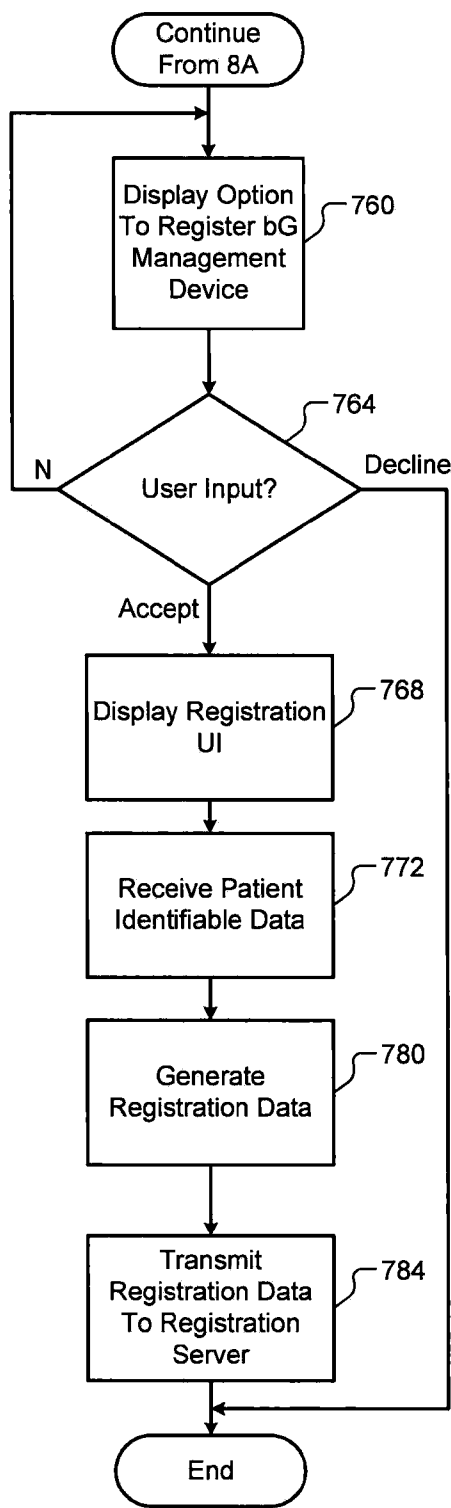 Continue
From 8A
Display Option
To Register bG
Management
Device
760
764
User Input?
N
Decline
Accept
Display Registration
UI
768
Receive Patient
Identifiable Data
772
Generate
Registration Data
780
Transmit
Registration Data
To Registration
Server
784
End